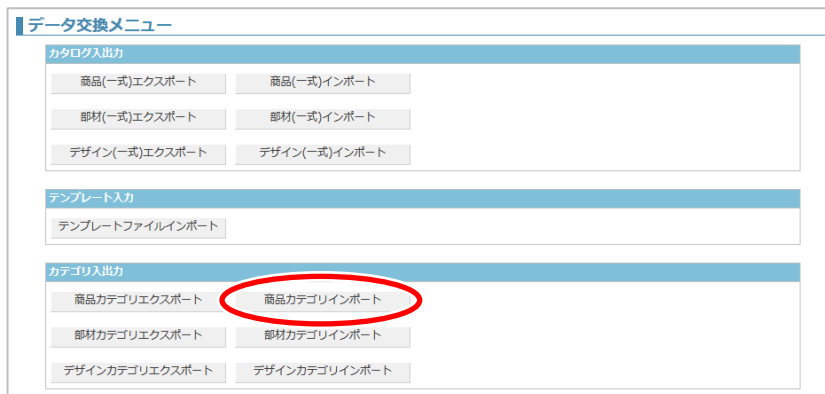 データ交換メニュー
カタログ入出力
商品(一式)エクスポート 商品(一式)インポート
部材(一式)エクスポート 部材(一式)インポート
デザイン(一式)エクスポート デザイン(一式)インポート
テンプレート入力
テンプレートファイルインポート
カテゴリ入出力
商品カテゴリエクスポート 商品カテゴリインポート
部材カテゴリエクスポート 部材カテゴリインポート
デザインカテゴリエクスポート デザインカテゴリインポート